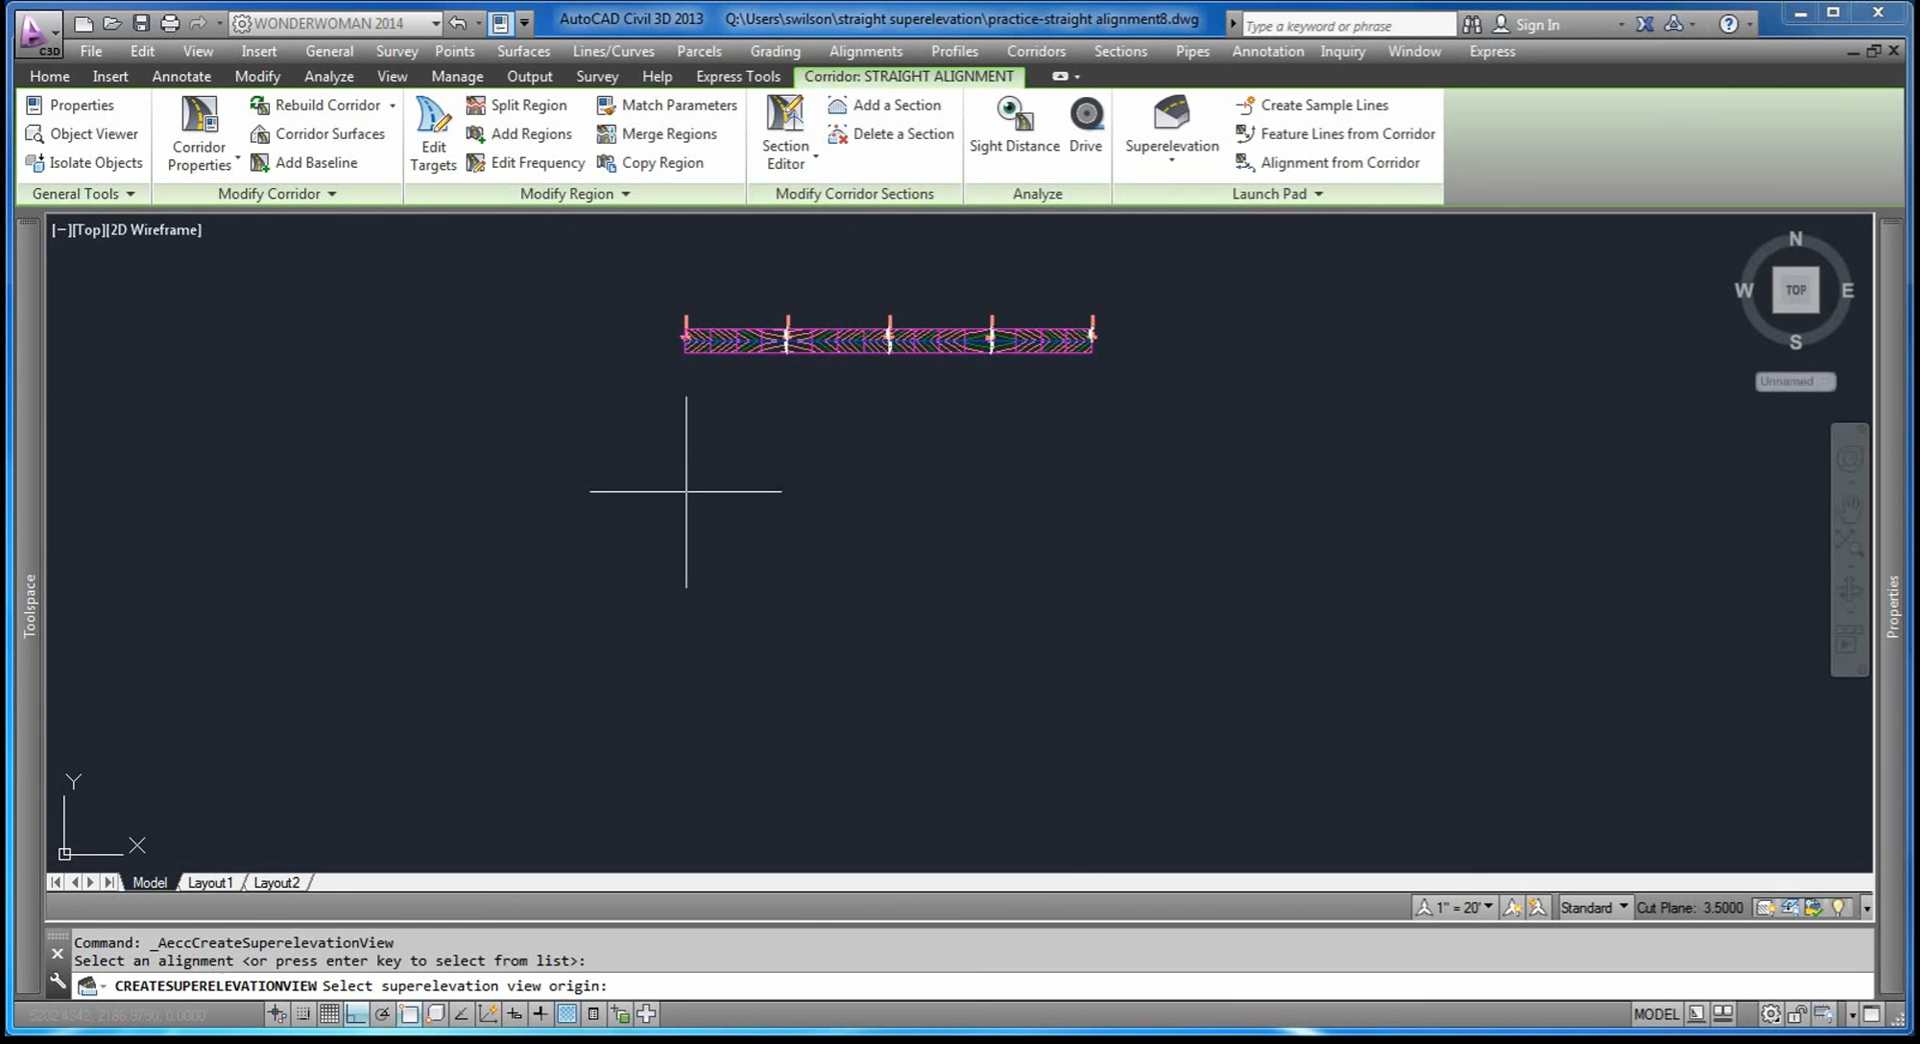 WONDERWOMAN 2014
AutoCAD Civil 3D 2013 Q:\Users\swilson\straight superelevation\practice-straight alignment8.dwg
Type a keyword or phrase
Sign In
C3D
File Edit View Insert General Survey Points Surfaces Lines/Curves Parcels Grading Alignments Profiles Corridors Sections Pipes Annotation Inquiry Window Express
Home Insert Annotate Modify Analyze View Manage Output Survey Help Express Tools Corridor: STRAIGHT ALIGNMENT
Properties
Object Viewer
Isolate Objects
General Tools
Corridor
Properties
Rebuild Corridor
Corridor Surfaces
Add Baseline
Modify Corridor
Edit
Targets
Split Region
Add Regions
Edit Frequency
Match Parameters
Merge Regions
Copy Region
Modify Region
Section
Editor
Add a Section
Delete a Section
Modify Corridor Sections
Sight Distance
Drive
Analyze
Superelevation
Create Sample Lines
Feature Lines from Corridor
Alignment from Corridor
Launch Pad
[−][Top][2D Wireframe]
N
W TOP E
S
Unnamed
Toolspace
Properties
Y
X
Model Layout1 Layout2
1" = 20' Standard Cut Plane: 3.5000
Command: _AeccCreateSuperelevationView
Select an alignment <or press enter key to select from list>:
CREATESUPERELEVATIONVIEW Select superelevation view origin:
MODEL